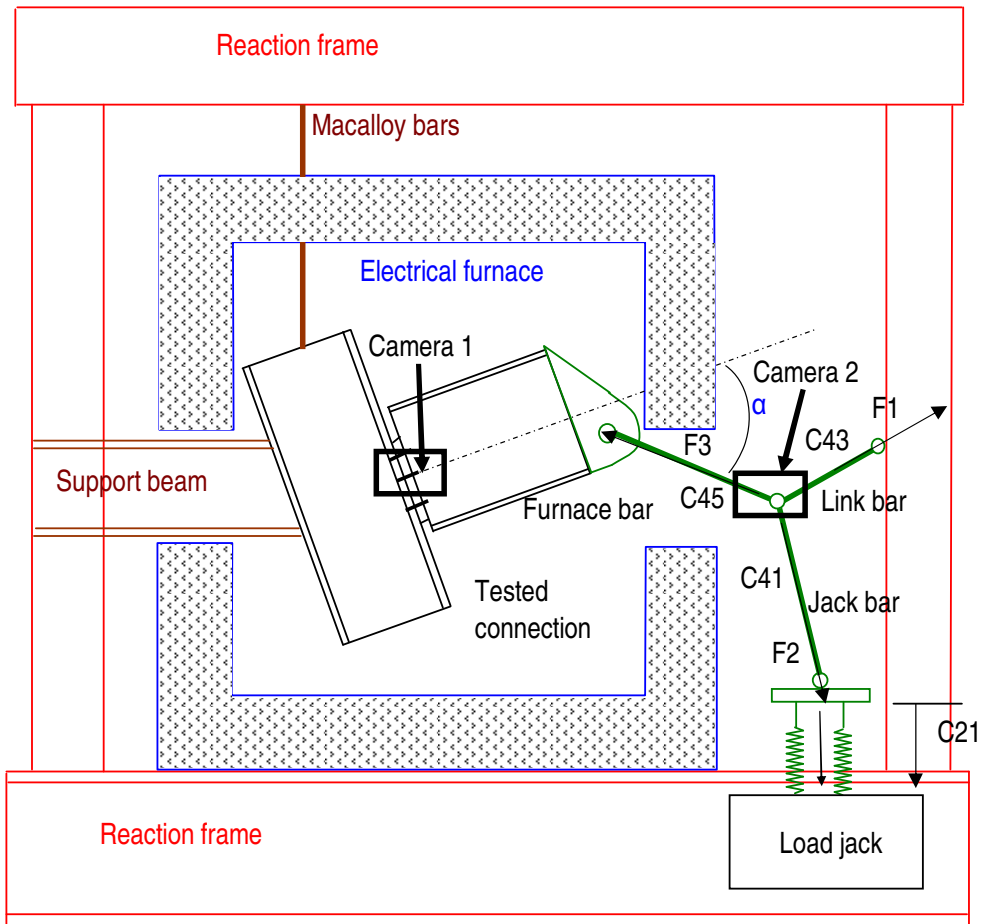 Reaction frame
Macalloy bars
Electrical furnace
Camera 1
Camera 2
α
F1
C43
F3
Support beam
C45
Link bar
Furnace bar
C41
Tested
connection
Jack bar
F2
C21
Reaction frame
Load jack